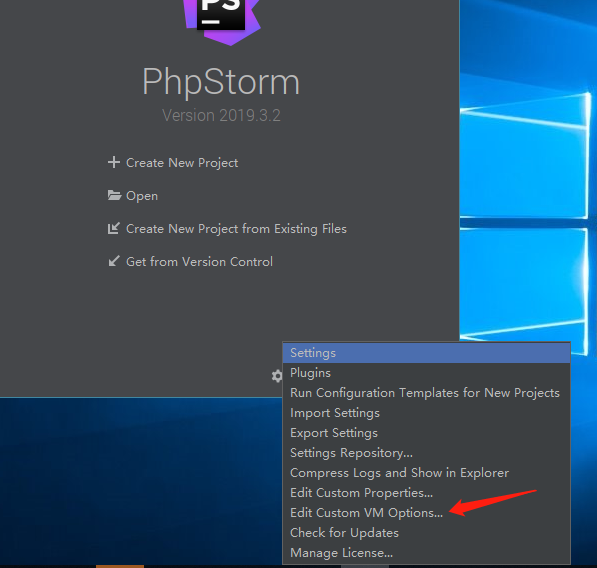 PS
PhpStorm
Version 2019.3.2
Create New Project
Open
Create New Project from Existing Files
Get from Version Control
Settings
Plugins
Run Configuration Templates for New Projects
Import Settings
Export Settings
Settings Repository...
Compress Logs and Show in Explorer
Edit Custom Properties...
Edit Custom VM Options...
Check for Updates
Manage License...